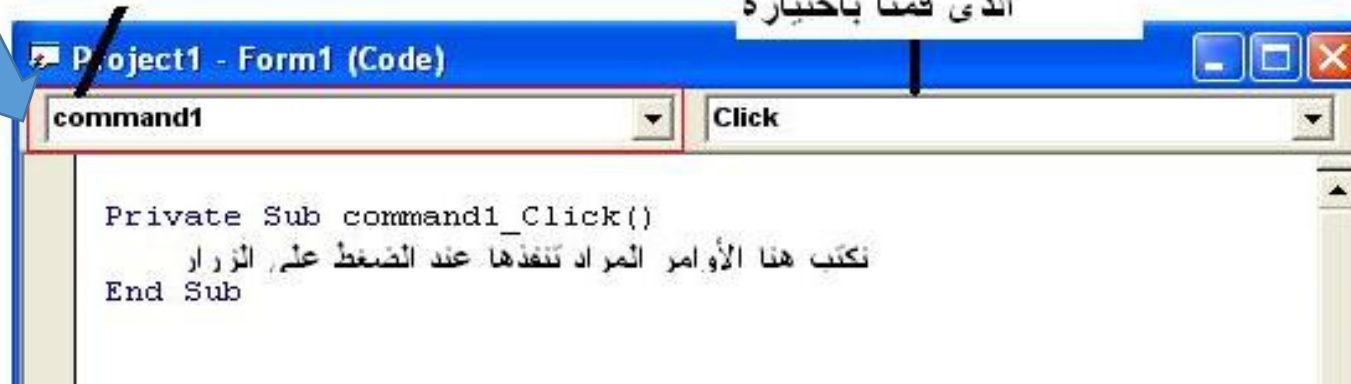 الذى قمنا باختياره
Project1 - Form1 (Code)
command1
Click
Private Sub command1_Click()
نكتب هنا الأوامر المراد تنفذها عند الضغط على الزرار
End Sub